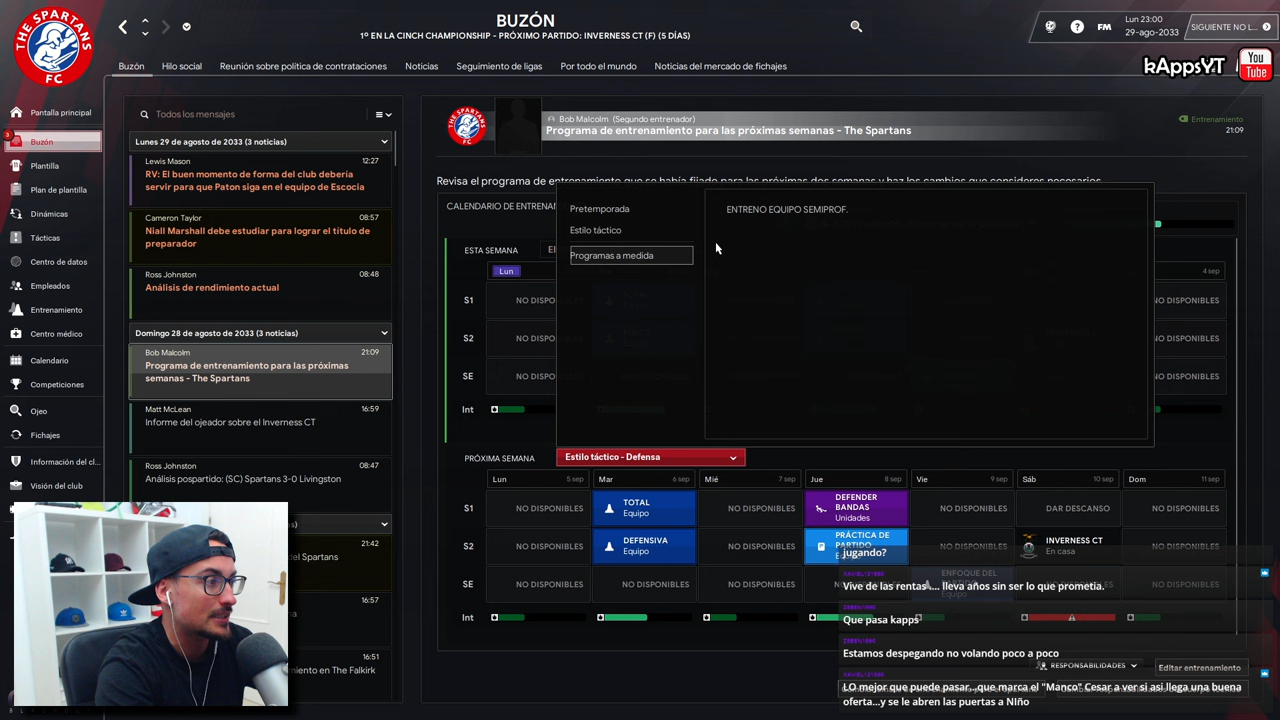 THE SPARTANS
FC
BUZÓN
1º EN LA CINCH CHAMPIONSHIP - PRÓXIMO PARTIDO: INVERNESS CT (F) (5 DÍAS)
FM
Lun 23:00
29-ago-2033
SIGUIENTE NO L...
Buzón
Hilo social
Reunión sobre política de contrataciones
Noticias
Seguimiento de ligas
Por todo el mundo
Noticias del mercado de fichajes
kAppsYT
You
Tube
Pantalla principal
3
Buzón
Plantilla
Plan de plantilla
Dinámicas
Tácticas
Centro de datos
Empleados
Entrenamiento
Centro médico
Calendario
Competiciones
Ojeo
Fichajes
Información del cl...
Visión del club
Todos los mensajes
Lunes 29 de agosto de 2033 (3 noticias)
Lewis Mason 12:27
RV: El buen momento de forma del club debería
servir para que Paton siga en el equipo de Escocia
Cameron Taylor 08:57
Niall Marshall debe estudiar para lograr el título de
preparador
Ross Johnston 08:48
Análisis de rendimiento actual
Domingo 28 de agosto de 2033 (3 noticias)
Bob Malcolm 21:09
Programa de entrenamiento para las próximas
semanas - The Spartans
Matt McLean 16:59
Informe del ojeador sobre el Inverness CT
Ross Johnston 08:47
Análisis pospartido: (SC) Spartans 3-0 Livingston
21:42
del Spartans
16:57
16:51
miento en The Falkirk
Bob Malcolm (Segundo entrenador)
Programa de entrenamiento para las próximas semanas - The Spartans
Entrenamiento
21:09
Revisa el programa de entrenamiento que se había fijado para las próximas dos semanas y haz los cambios que consideres necesarios.
CALENDARIO DE ENTREN
Pretemporada
Estilo táctico
Programas a medida
ENTRENO EQUIPO SEMIPROF.
ESTA SEMANA
Lun
4 sep
S1 NO DISPONIBLES NO DISPONIBLES
S2 NO DISPONIBLES NO DISPONIBLES
SE NO DISPONIBLES NO DISPONIBLES
Int
PRÓXIMA SEMANA
Estilo táctico - Defensa
Lun 5 sep Mar 6 sep Mié 7 sep Jue 8 sep Vie 9 sep Sáb 10 sep Dom 11 sep
S1 NO DISPONIBLES TOTAL Equipo NO DISPONIBLES DEFENDER BANDAS Unidades NO DISPONIBLES DAR DESCANSO NO DISPONIBLES
S2 NO DISPONIBLES DEFENSIVA Equipo NO DISPONIBLES PRÁCTICA DE PARTIDO NO DISPONIBLES INVERNESS CT En casa NO DISPONIBLES
SE NO DISPONIBLES NO DISPONIBLES NO DISPONIBLES NO DISPONIBLES ENFOQUE DEL Equipo NO DISPONIBLES NO DISPONIBLES
Int
jugando?
Vive de las rentas... lleva años sin ser lo que prometia.
Que pasa kapps
Estamos despegando no volando poco a poco
RESPONSABILIDADES
Editar entrenamiento
LO mejor que puede pasar...que marca el "Manco" Cesar a ver si asi llega una buena
oferta...y se le abren las puertas a NIño